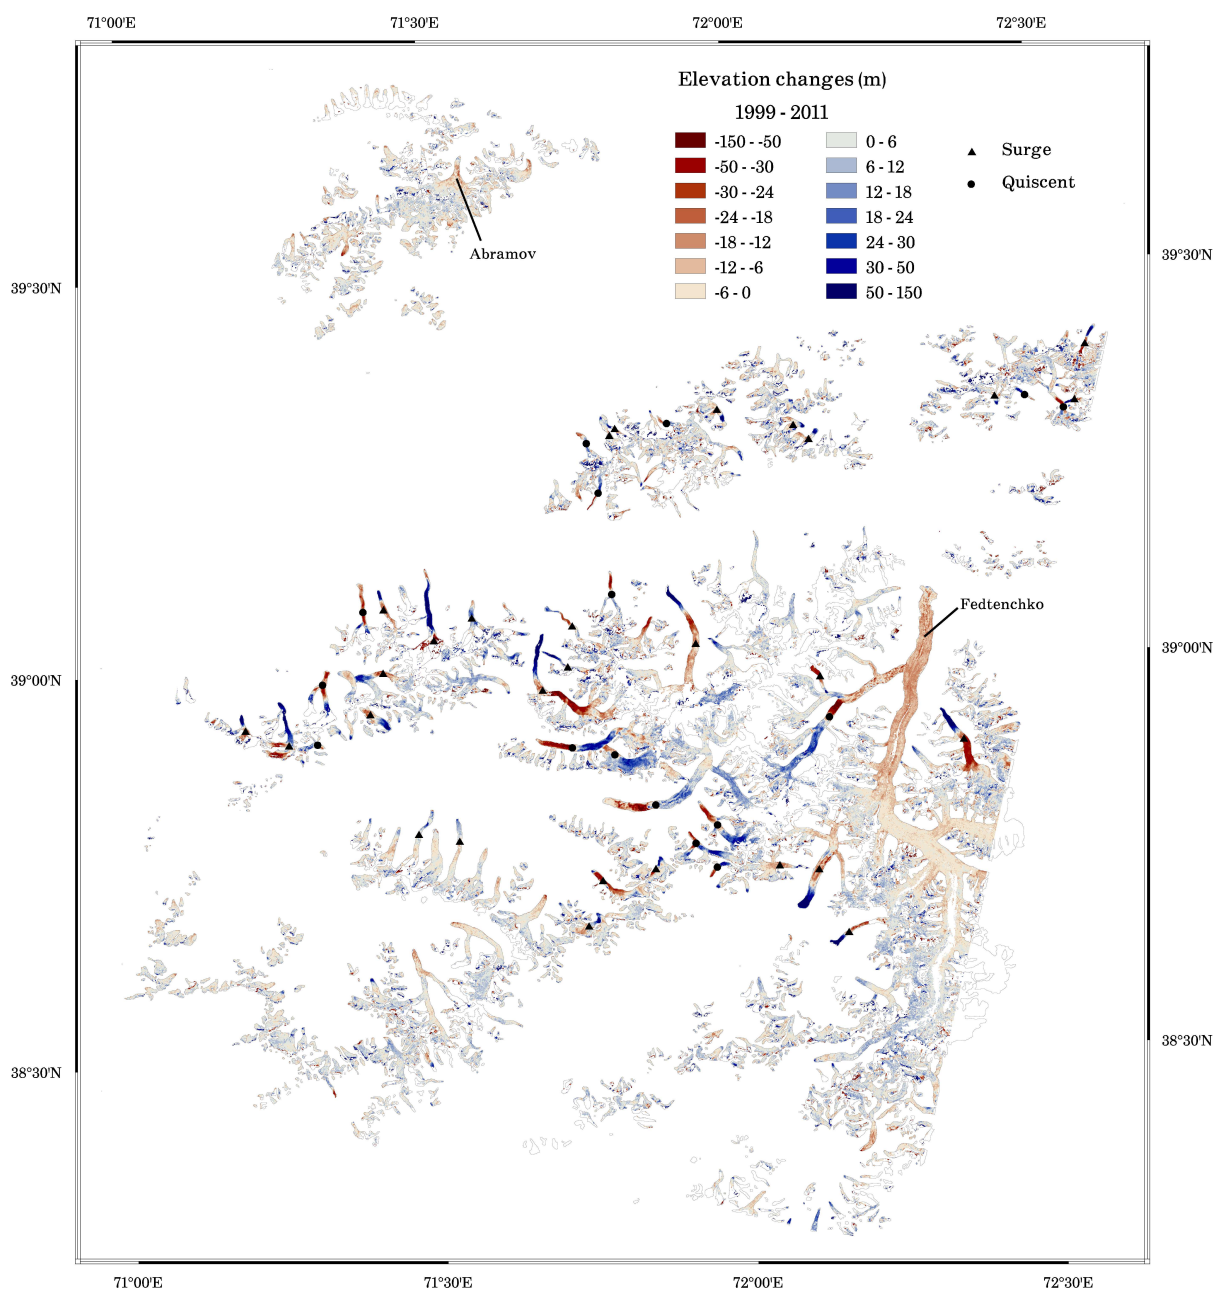 71°00'E 71°30'E 72°00'E 72°30'E
Elevation changes (m)
1999 - 2011
-150 - -50 0 - 6
-50 - -30 6 - 12
-30 - -24 12 - 18
-24 - -18 18 - 24
-18 - -12 24 - 30
-12 - -6 30 - 50
-6 - 0 50 - 150
Surge
Quiscent
Abramov
39°30'N
39°30'N
Fedtenchko
39°00'N
39°00'N
38°30'N
38°30'N
71°00'E 71°30'E 72°00'E 72°30'E